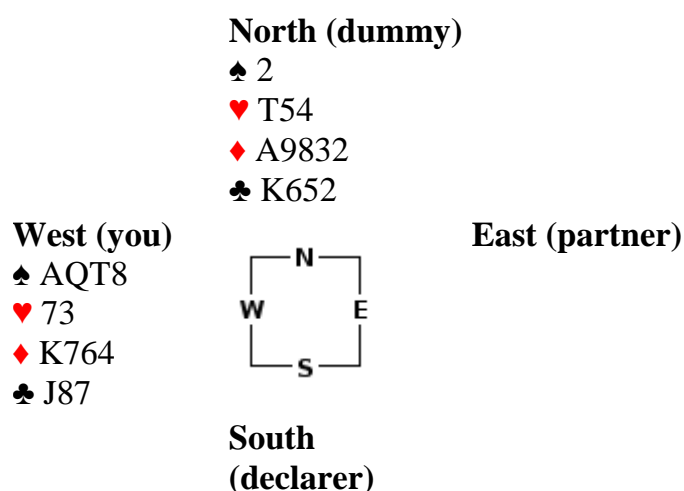 North (dummy)
♠ 2
♥ T54
♦ A9832
♣ K652
West (you) East (partner)
♠ AQT8
♥ 73
♦ K764
♣ J87
N
W E
S
South
(declarer)